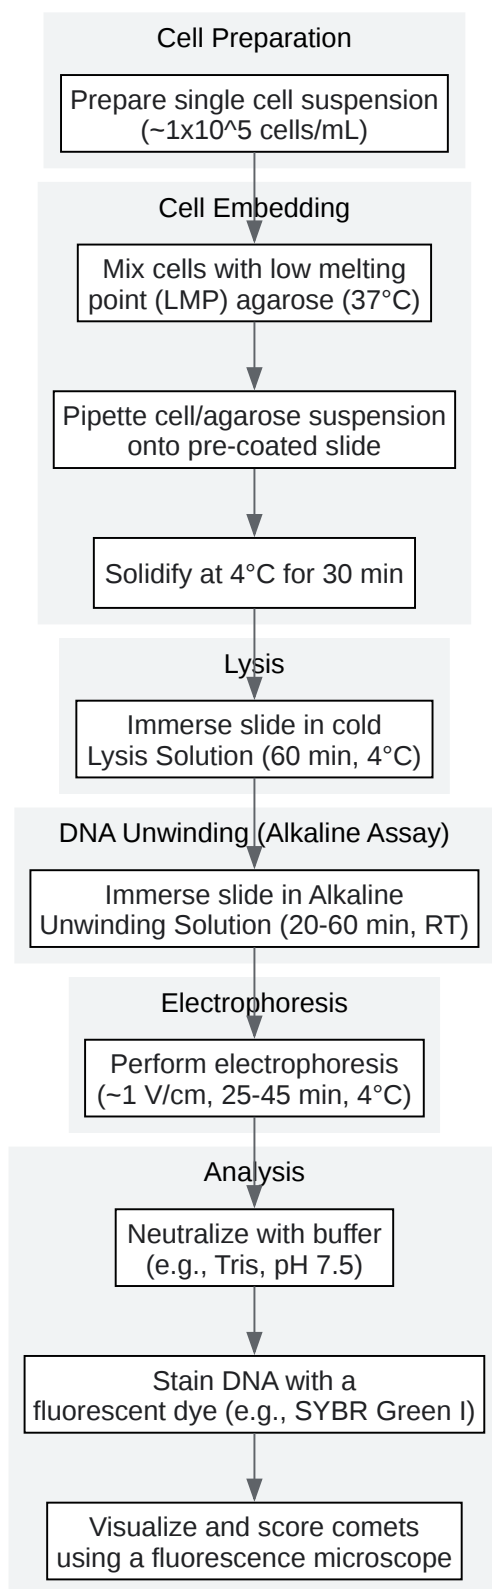 Cell Preparation
Prepare single cell suspension
(~1x10^5 cells/mL)
Cell Embedding
Mix cells with low melting
point (LMP) agarose (37°C)
Pipette cell/agarose suspension
onto pre-coated slide
Solidify at 4°C for 30 min
Lysis
Immerse slide in cold
Lysis Solution (60 min, 4°C)
DNA Unwinding (Alkaline Assay)
Immerse slide in Alkaline
Unwinding Solution (20-60 min, RT)
Electrophoresis
Perform electrophoresis
(~1 V/cm, 25-45 min, 4°C)
Analysis
Neutralize with buffer
(e.g., Tris, pH 7.5)
Stain DNA with a
fluorescent dye (e.g., SYBR Green I)
Visualize and score comets
using a fluorescence microscope